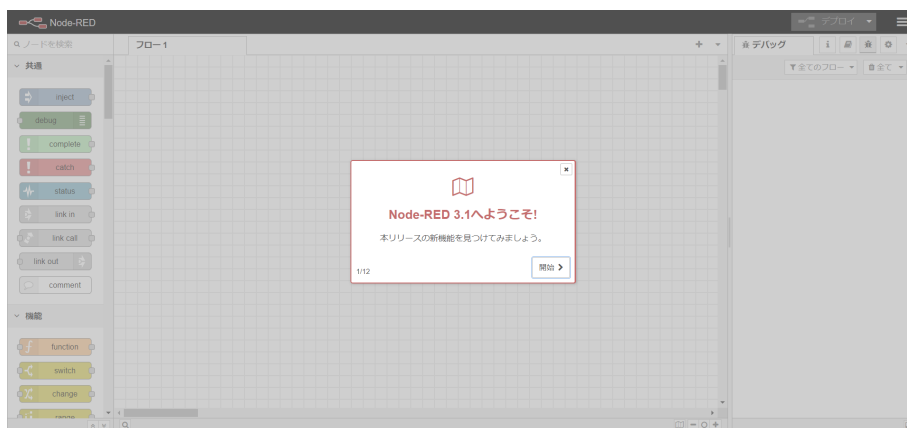 Node-RED
デプロイ
ノードを検索
フロー 1
デバッグ
共通
全てのフロー
全て
inject
debug
complete
catch
status
link in
link call
link out
comment
機能
function
switch
change
range
Node-RED 3.1へようこそ!
本リリースの新機能を見つけてみましょう。
1/12
開始